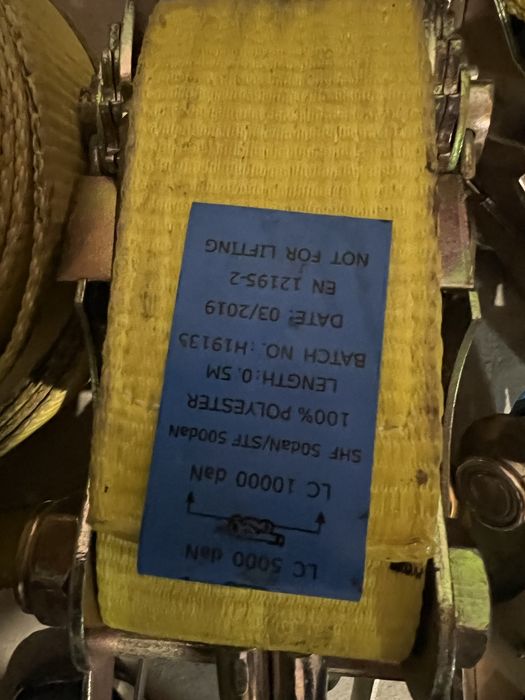 LC 5000 daN
LC 10000 daN
SHF 50daN/STF 500daN
100% POLYESTER
LENGTH:0.5M
BATCH NO.:H19135
DATE: 03/2019
EN 12195-2
NOT FOR LIFTING